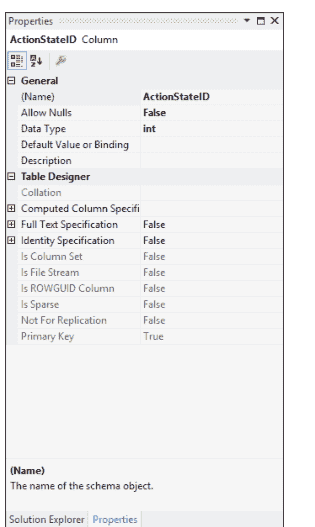 Properties
ActionStateID Column
General
(Name) ActionStateID
Allow Nulls False
Data Type int
Default Value or Binding
Description
Table Designer
Collation
Computed Column Specifi
Full Text Specification False
Identity Specification False
Is Column Set False
Is File Stream False
Is ROWGUID Column False
Is Sparse False
Not For Replication False
Primary Key True
(Name)
The name of the schema object.
Solution Explorer Properties